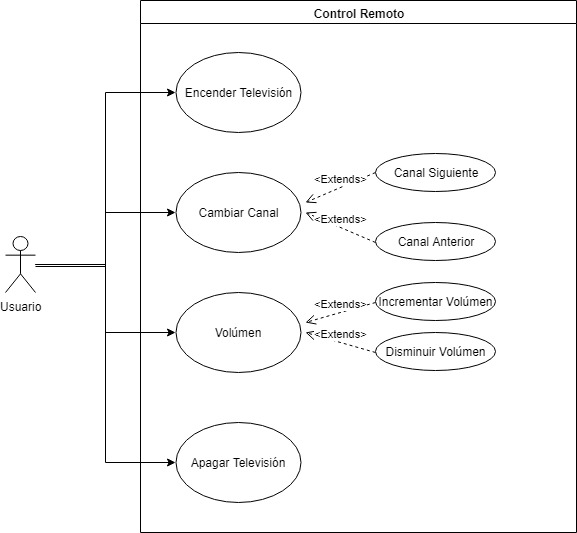 Control Remoto
Encender Televisión
<Extends>
Canal Siguiente
Cambiar Canal
<Extends>
Canal Anterior
Usuario
<Extends>
Incrementar Volúmen
Volúmen
<Extends>
Disminuir Volúmen
Apagar Televisión